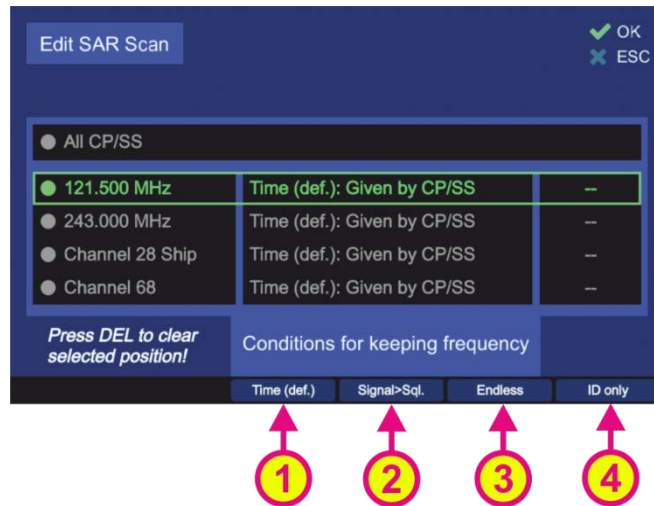 Edit SAR Scan
OK
ESC
All CP/SS
121.500 MHz Time (def.): Given by CP/SS --
243.000 MHz Time (def.): Given by CP/SS --
Channel 28 Ship Time (def.): Given by CP/SS --
Channel 68 Time (def.): Given by CP/SS --
Press DEL to clear
selected position!
Conditions for keeping frequency
Time (def.) Signal>Sql. Endless ID only
1 2 3 4